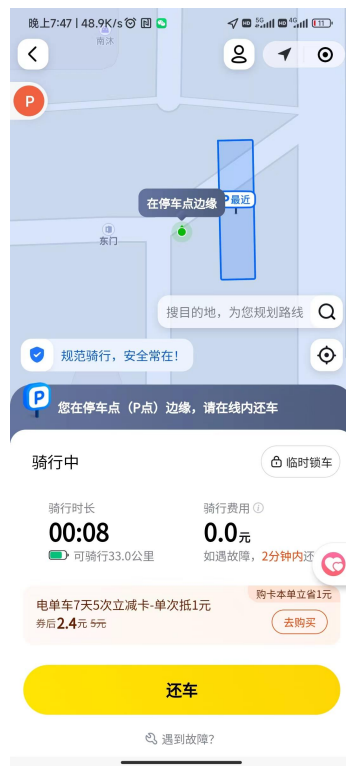 晚上7:47 | 48.9K/s
5G 4G 11
南沐
P
在停车点边缘
P最近
东门
搜目的地，为您规划路线
规范骑行，安全常在！
P 您在停车点（P点）边缘，请在线内还车
骑行中
临时锁车
骑行时长 骑行费用
00:08 0.0元
可骑行33.0公里 如遇故障，2分钟内还
购卡本单立省1元
电单车7天5次立减卡-单次抵1元
券后2.4元 5元
去购买
还车
遇到故障?